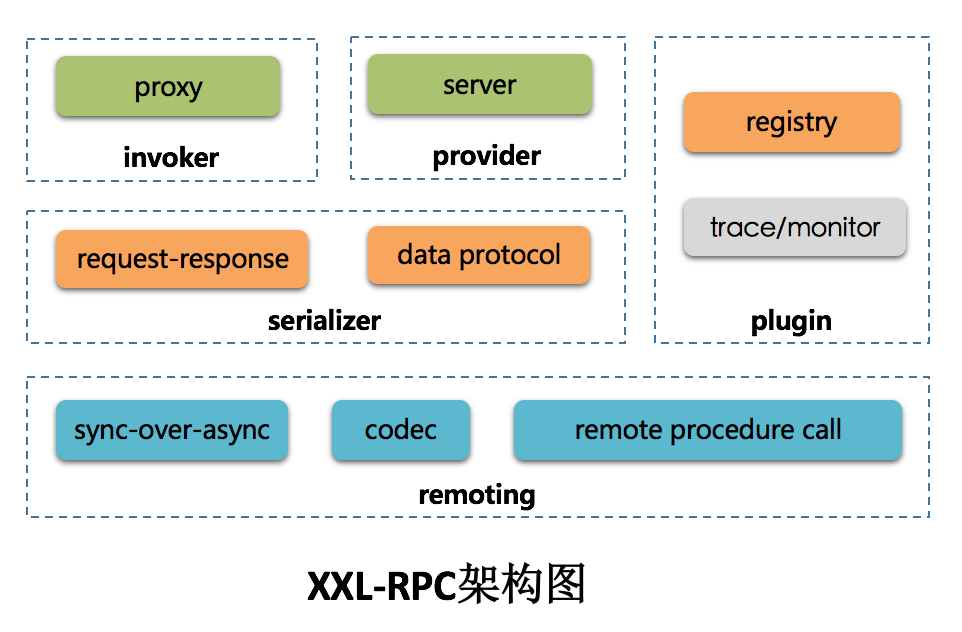 proxy
invoker
server
provider
registry
trace/monitor
plugin
request-response
data protocol
serializer
sync-over-async
codec
remote procedure call
remoting
XXL-RPC架构图